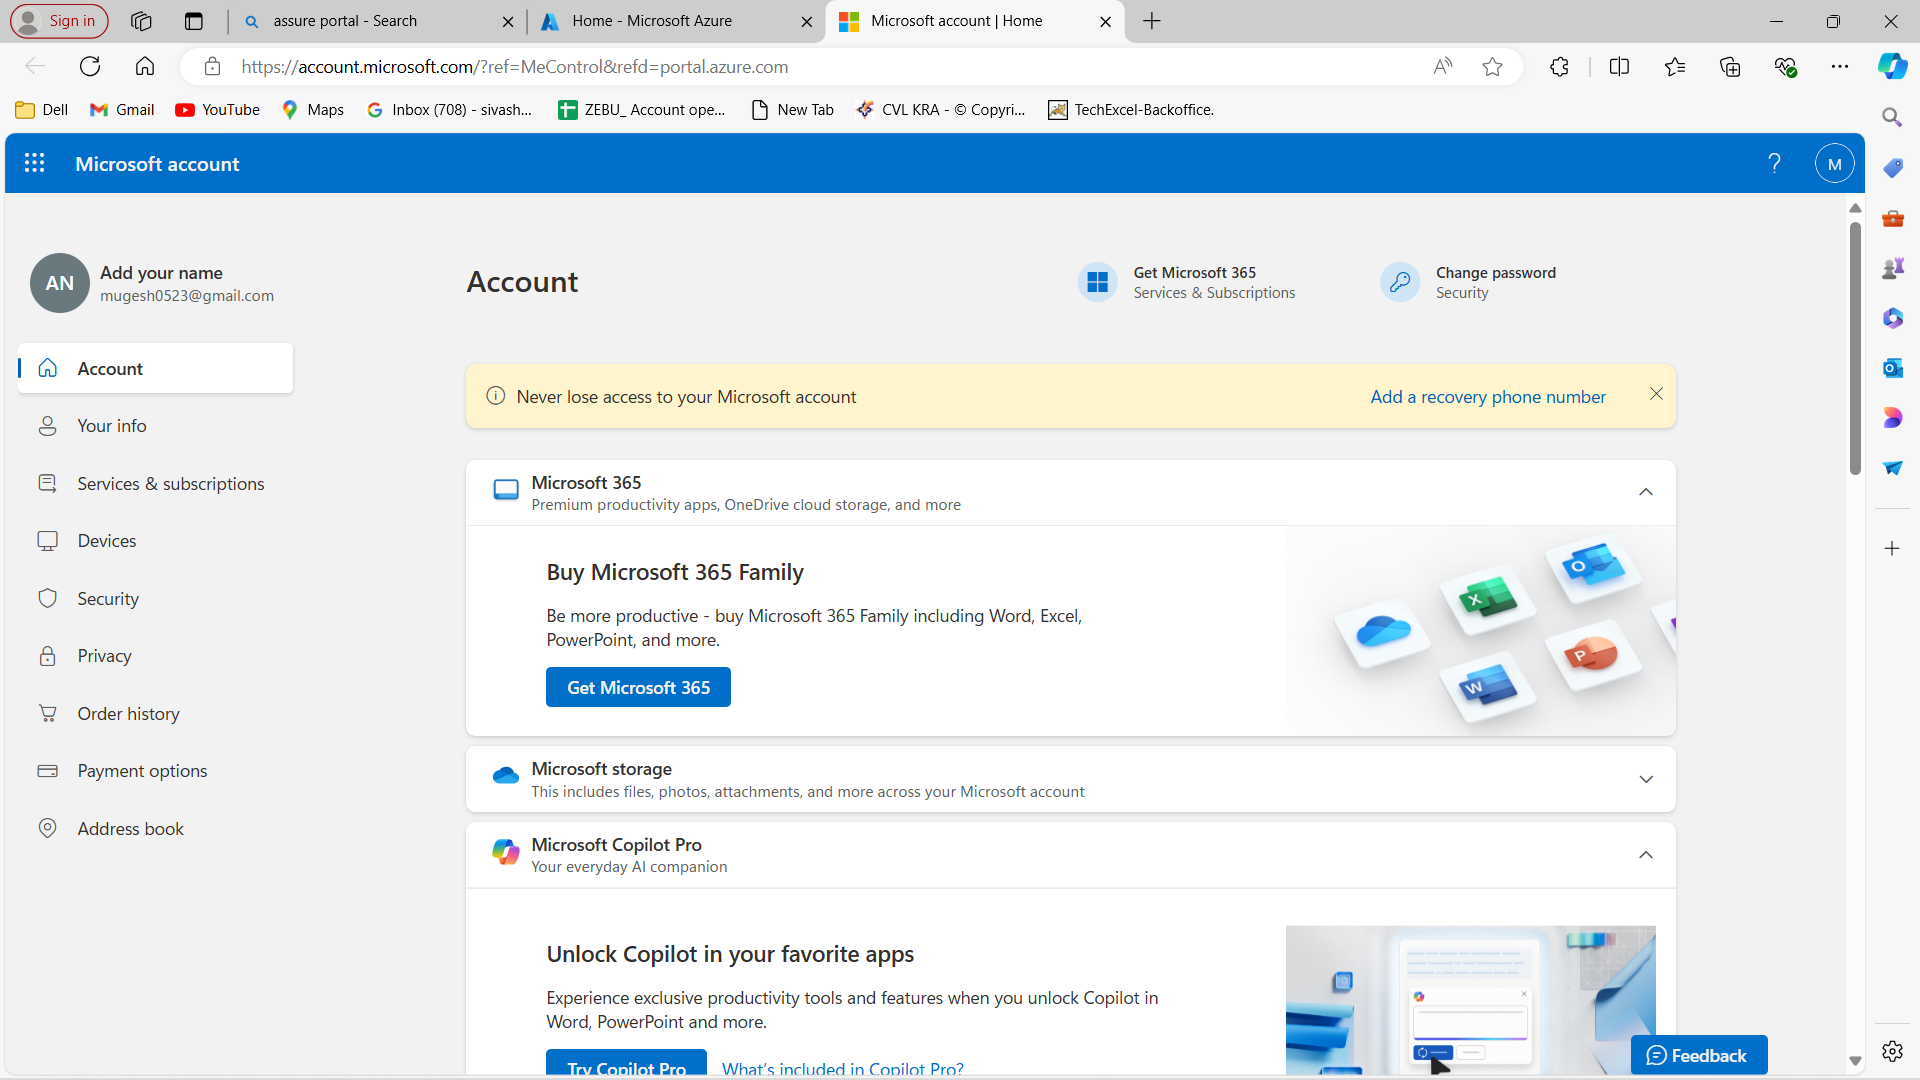 Sign in
assure portal - Search
Home - Microsoft Azure
Microsoft account | Home
https://account.microsoft.com/?ref=MeControl&refd=portal.azure.com
Dell
Gmail
YouTube
Maps
Inbox (708) - sivash...
ZEBU_ Account ope...
New Tab
CVL KRA - © Copyri...
TechExcel-Backoffice.
Microsoft account
?
M
AN
Add your name
mugesh0523@gmail.com
Account
Get Microsoft 365
Services & Subscriptions
Change password
Security
Account
Your info
Services & subscriptions
Devices
Security
Privacy
Order history
Payment options
Address book
Never lose access to your Microsoft account
Add a recovery phone number
Microsoft 365
Premium productivity apps, OneDrive cloud storage, and more
Buy Microsoft 365 Family
Be more productive - buy Microsoft 365 Family including Word, Excel,
PowerPoint, and more.
Get Microsoft 365
Microsoft storage
This includes files, photos, attachments, and more across your Microsoft account
Microsoft Copilot Pro
Your everyday AI companion
Unlock Copilot in your favorite apps
Experience exclusive productivity tools and features when you unlock Copilot in
Word, PowerPoint and more.
Try Copilot Pro
What's included in Copilot Pro?
Feedback